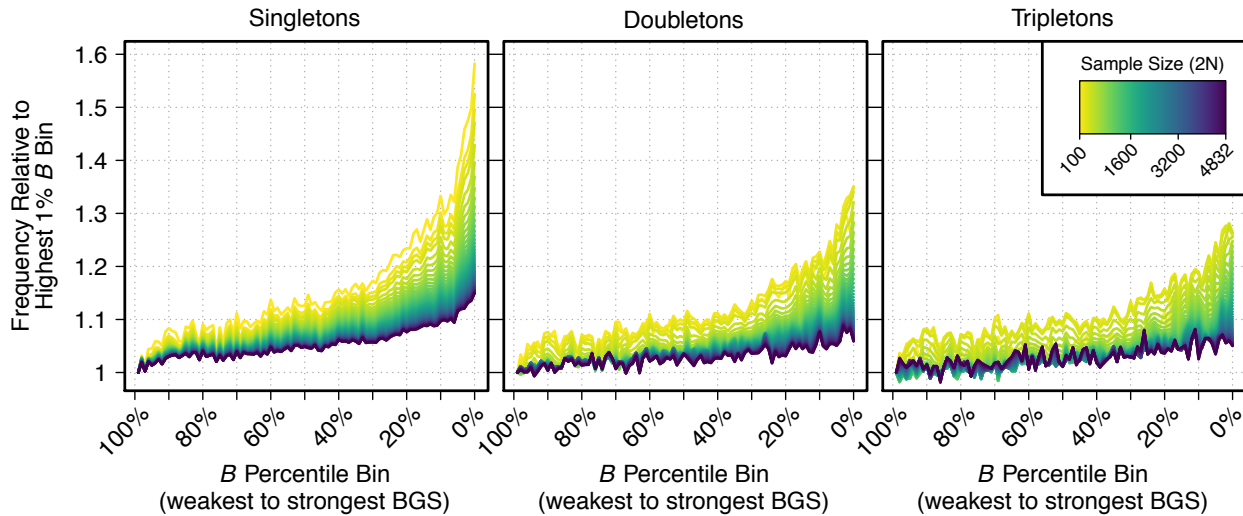 Singletons
Doubletons
Tripletons
Frequency Relative to
Highest 1% B Bin
1.6
1.5
1.4
1.3
1.2
1.1
1
Sample Size (2N)
100
1600
3200
4832
100%
80%
60%
40%
20%
0%
100%
80%
60%
40%
20%
0%
100%
80%
60%
40%
20%
0%
B Percentile Bin
(weakest to strongest BGS)
B Percentile Bin
(weakest to strongest BGS)
B Percentile Bin
(weakest to strongest BGS)